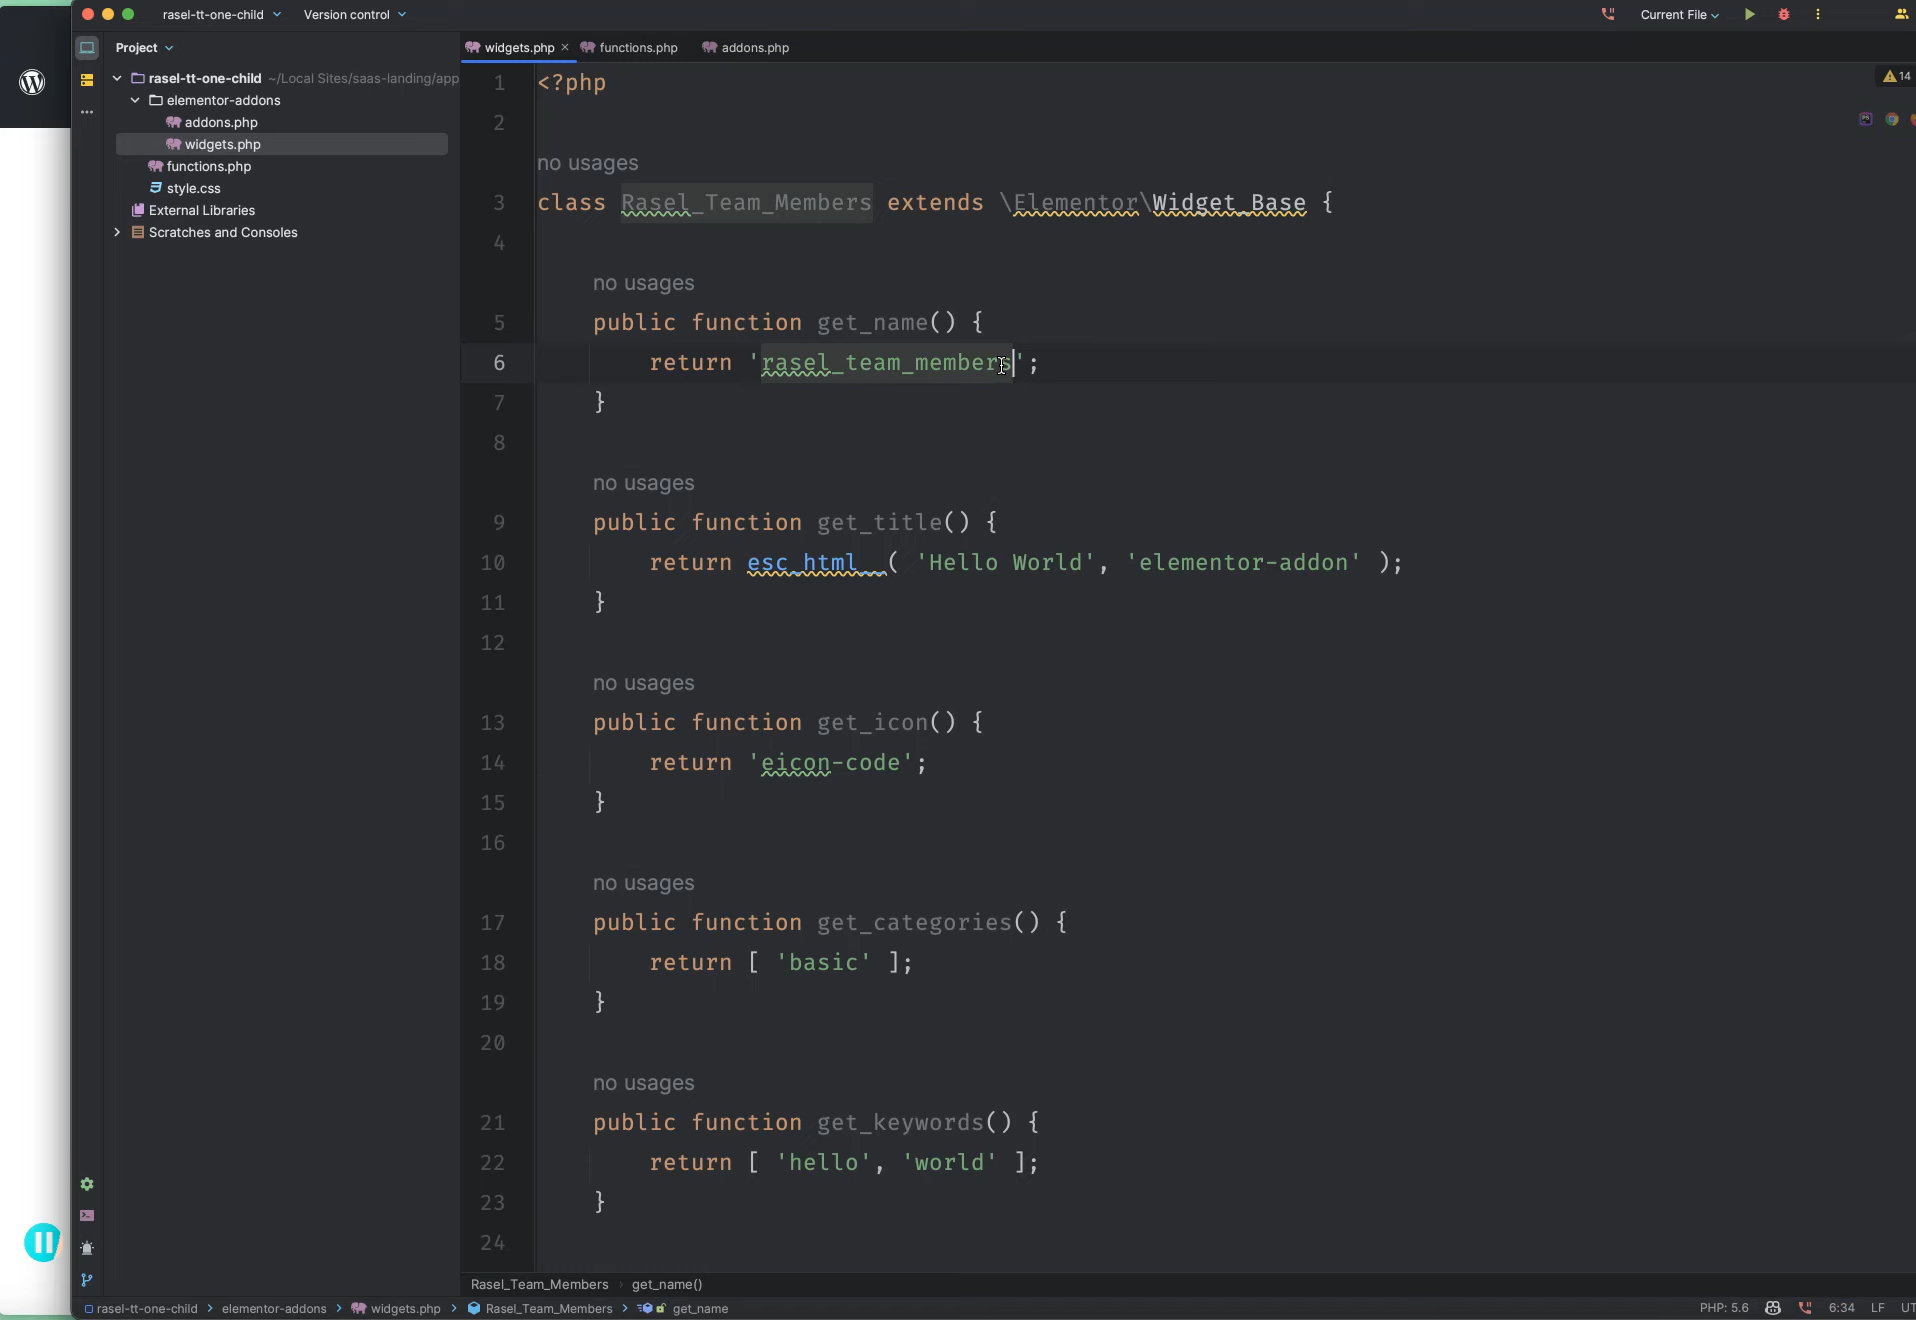 rasel-tt-one-child
Version control
Current File
Project
widgets.php
functions.php
addons.php
rasel-tt-one-child ~/Local Sites/saas-landing/app
elementor-addons
addons.php
widgets.php
functions.php
style.css
External Libraries
Scratches and Consoles
14
1 <?php
2
no usages
3 class Rasel_Team_Members extends \Elementor\Widget_Base {
4
no usages
5 public function get_name() {
6 return 'rasel_team_members';
7 }
8
no usages
9 public function get_title() {
10 return esc_html__( 'Hello World', 'elementor-addon' );
11 }
12
no usages
13 public function get_icon() {
14 return 'eicon-code';
15 }
16
no usages
17 public function get_categories() {
18 return [ 'basic' ];
19 }
20
no usages
21 public function get_keywords() {
22 return [ 'hello', 'world' ];
23 }
24
Rasel_Team_Members › get_name()
rasel-tt-one-child › elementor-addons › widgets.php › Rasel_Team_Members › get_name
PHP: 5.6 6:34 LF UT